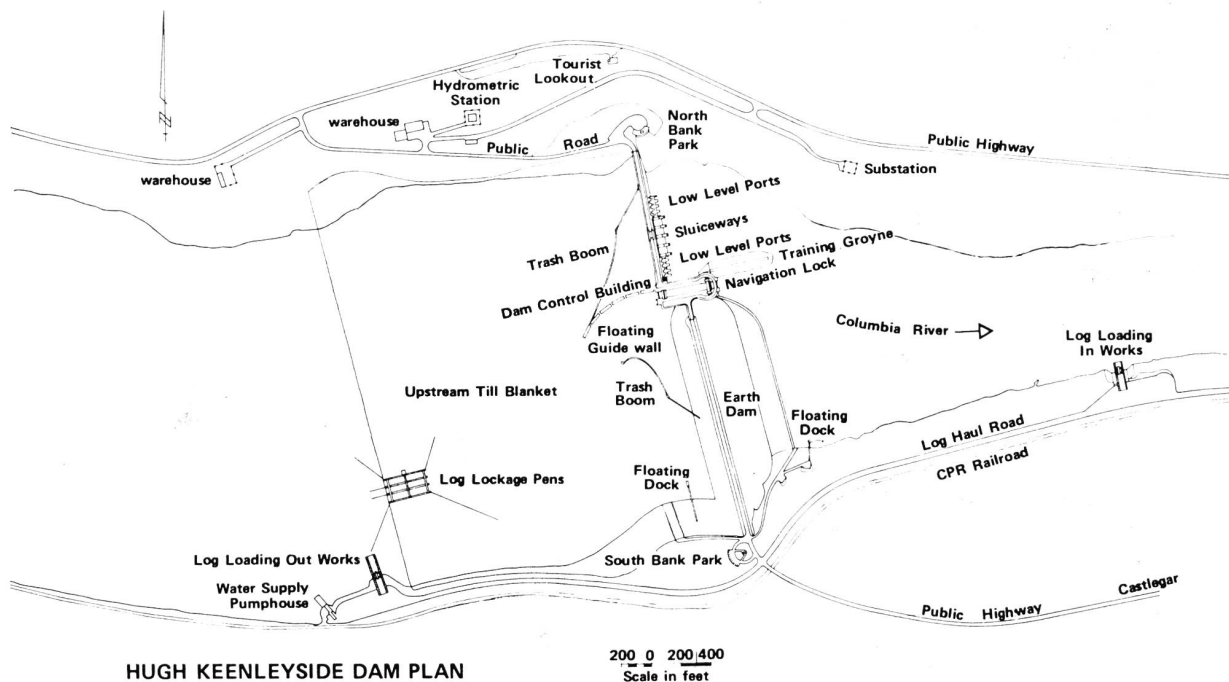 Tourist
Lookout
Hydrometric
Station
warehouse
North
Bank
Park
Public Road
Public Highway
warehouse
Substation
N
Low Level Ports
Sluiceways
Low Level Ports
Training Groyne
Trash Boom
Navigation Lock
Dam Control Building
Columbia River
Floating
Guide wall
Log Loading
In Works
Upstream Till Blanket
Trash
Boom
Earth
Dam
Floating
Dock
Log Haul Road
CPR Railroad
Log Lockage Pens
Floating
Dock
Log Loading Out Works
South Bank Park
Water Supply
Pumphouse
Castlegar
Public Highway
HUGH KEENLEYSIDE DAM PLAN
200 0 200 400
Scale in feet